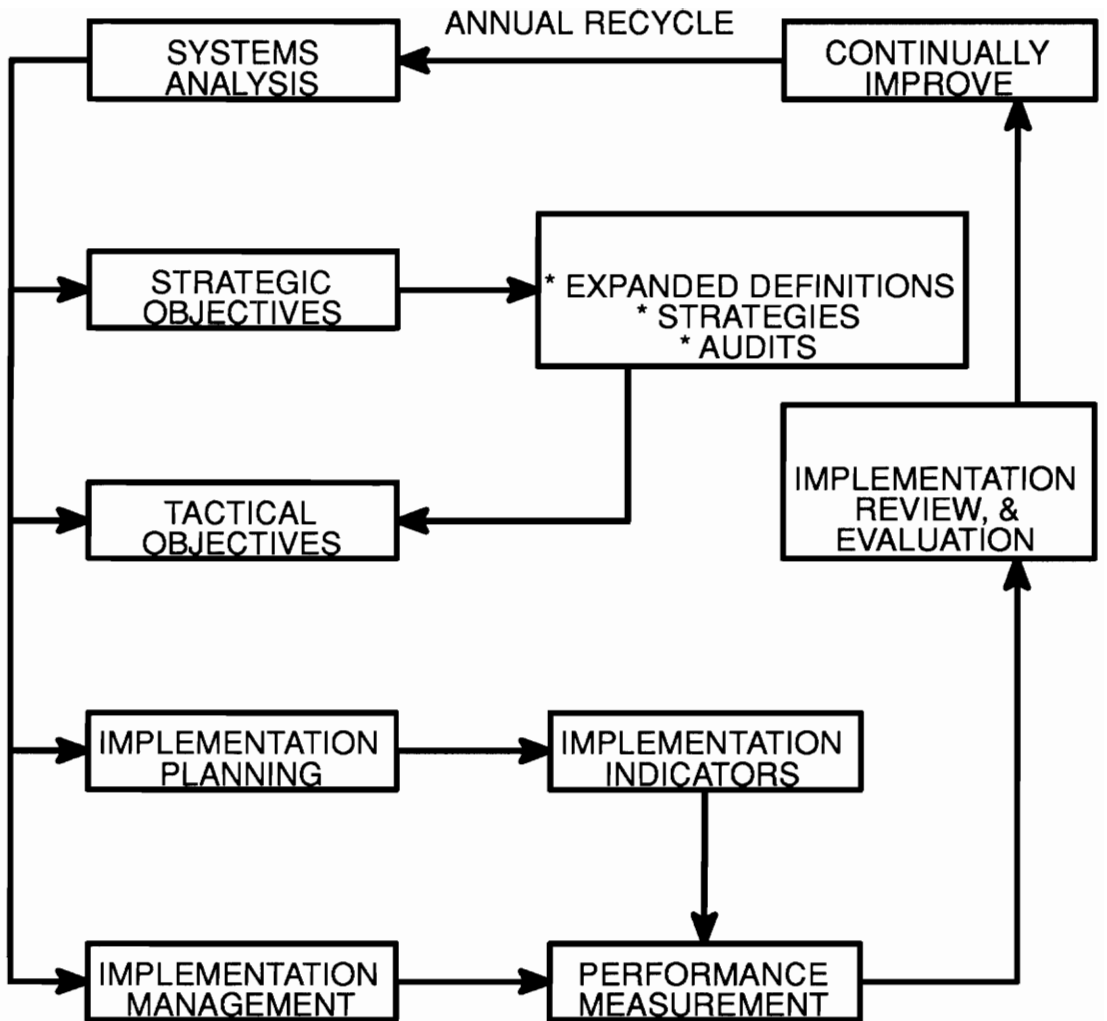 ANNUAL RECYCLE
SYSTEMS
ANALYSIS
CONTINUALLY
IMPROVE
STRATEGIC
OBJECTIVES
* EXPANDED DEFINITIONS
* STRATEGIES
* AUDITS
TACTICAL
OBJECTIVES
IMPLEMENTATION
REVIEW, &
EVALUATION
IMPLEMENTATION
PLANNING
IMPLEMENTATION
INDICATORS
IMPLEMENTATION
MANAGEMENT
PERFORMANCE
MEASUREMENT